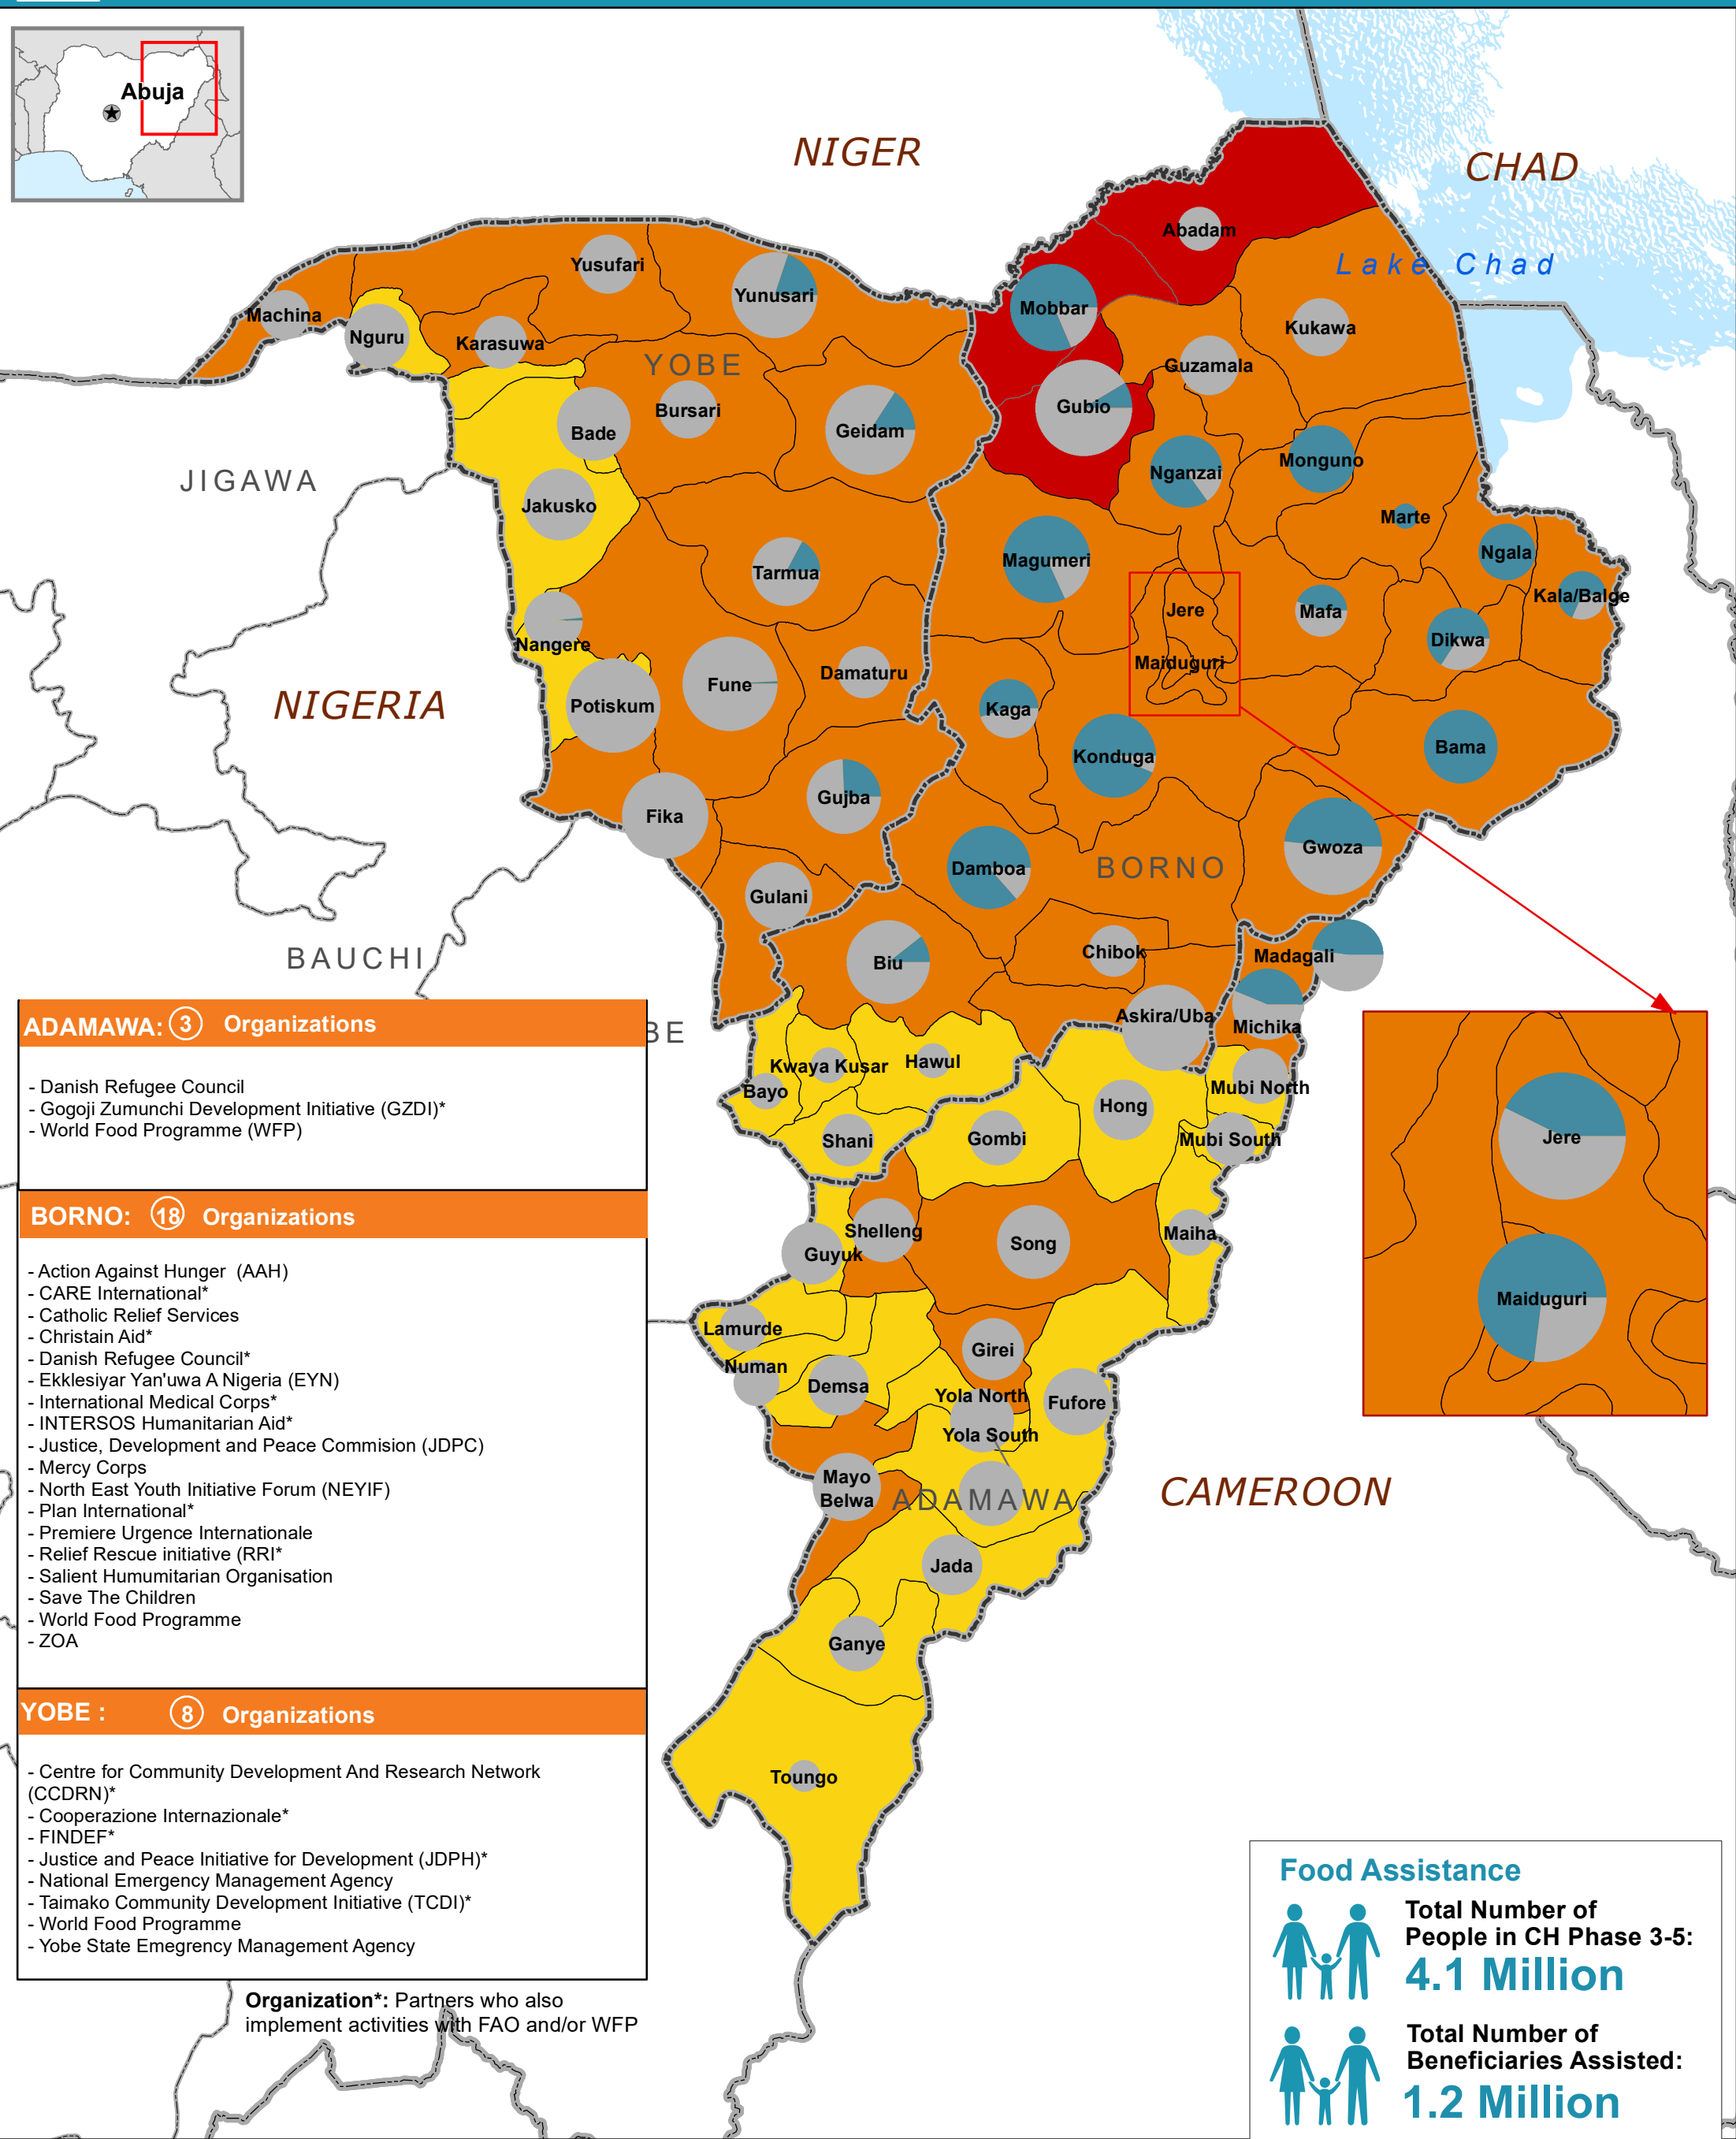 Abuja
NIGER
CHAD
Lake Chad
Abadam
Yusufari
Yunusari
Mobbar
Machina
Nguru
Karasuwa
Kukawa
YOBE
Guzamala
Bursari
Gubio
Bade
Geidam
Monguno
Nganzai
JIGAWA
Jakusko
Marte
Ngala
Magumeri
Tarmua
Kala/Balge
Jere
Mafa
Nangere
Dikwa
Maiduguri
Damaturu
Fune
NIGERIA
Potiskum
Kaga
Bama
Konduga
Gujba
Fika
Gwoza
Damboa
BORNO
Gulani
Chibok
Madagali
BAUCHI
Biu
Askira/Uba
Michika
BE
Kwaya Kusar
Hawul
Bayo
Mubi North
Hong
Shani
Gombi
Mubi South
Jere
Shelleng
Maiha
Song
Guyuk
Maiduguri
Lamurde
Girei
Numan
Demsa
Yola North
Fufore
Yola South
Mayo
Belwa
ADAMAWA
CAMEROON
Jada
Ganye
Toungo
ADAMAWA: 3 Organizations
- Danish Refugee Council
- Gogoji Zumunchi Development Initiative (GZDI)*
- World Food Programme (WFP)
BORNO: 18 Organizations
- Action Against Hunger (AAH)
- CARE International*
- Catholic Relief Services
- Christain Aid*
- Danish Refugee Council*
- Ekklesiyar Yan'uwa A Nigeria (EYN)
- International Medical Corps*
- INTERSOS Humanitarian Aid*
- Justice, Development and Peace Commision (JDPC)
- Mercy Corps
- North East Youth Initiative Forum (NEYIF)
- Plan International*
- Premiere Urgence Internationale
- Relief Rescue initiative (RRI*
- Salient Humumitarian Organisation
- Save The Children
- World Food Programme
- ZOA
YOBE : 8 Organizations
- Centre for Community Development And Research Network
(CCDRN)*
- Cooperazione Internazionale*
- FINDEF*
- Justice and Peace Initiative for Development (JDPH)*
- National Emergency Management Agency
- Taimako Community Development Initiative (TCDI)*
- World Food Programme
- Yobe State Emegrency Management Agency
Organization*: Partners who also
implement activities with FAO and/or WFP
Food Assistance
Total Number of
People in CH Phase 3-5:
4.1 Million
Total Number of
Beneficiaries Assisted:
1.2 Million